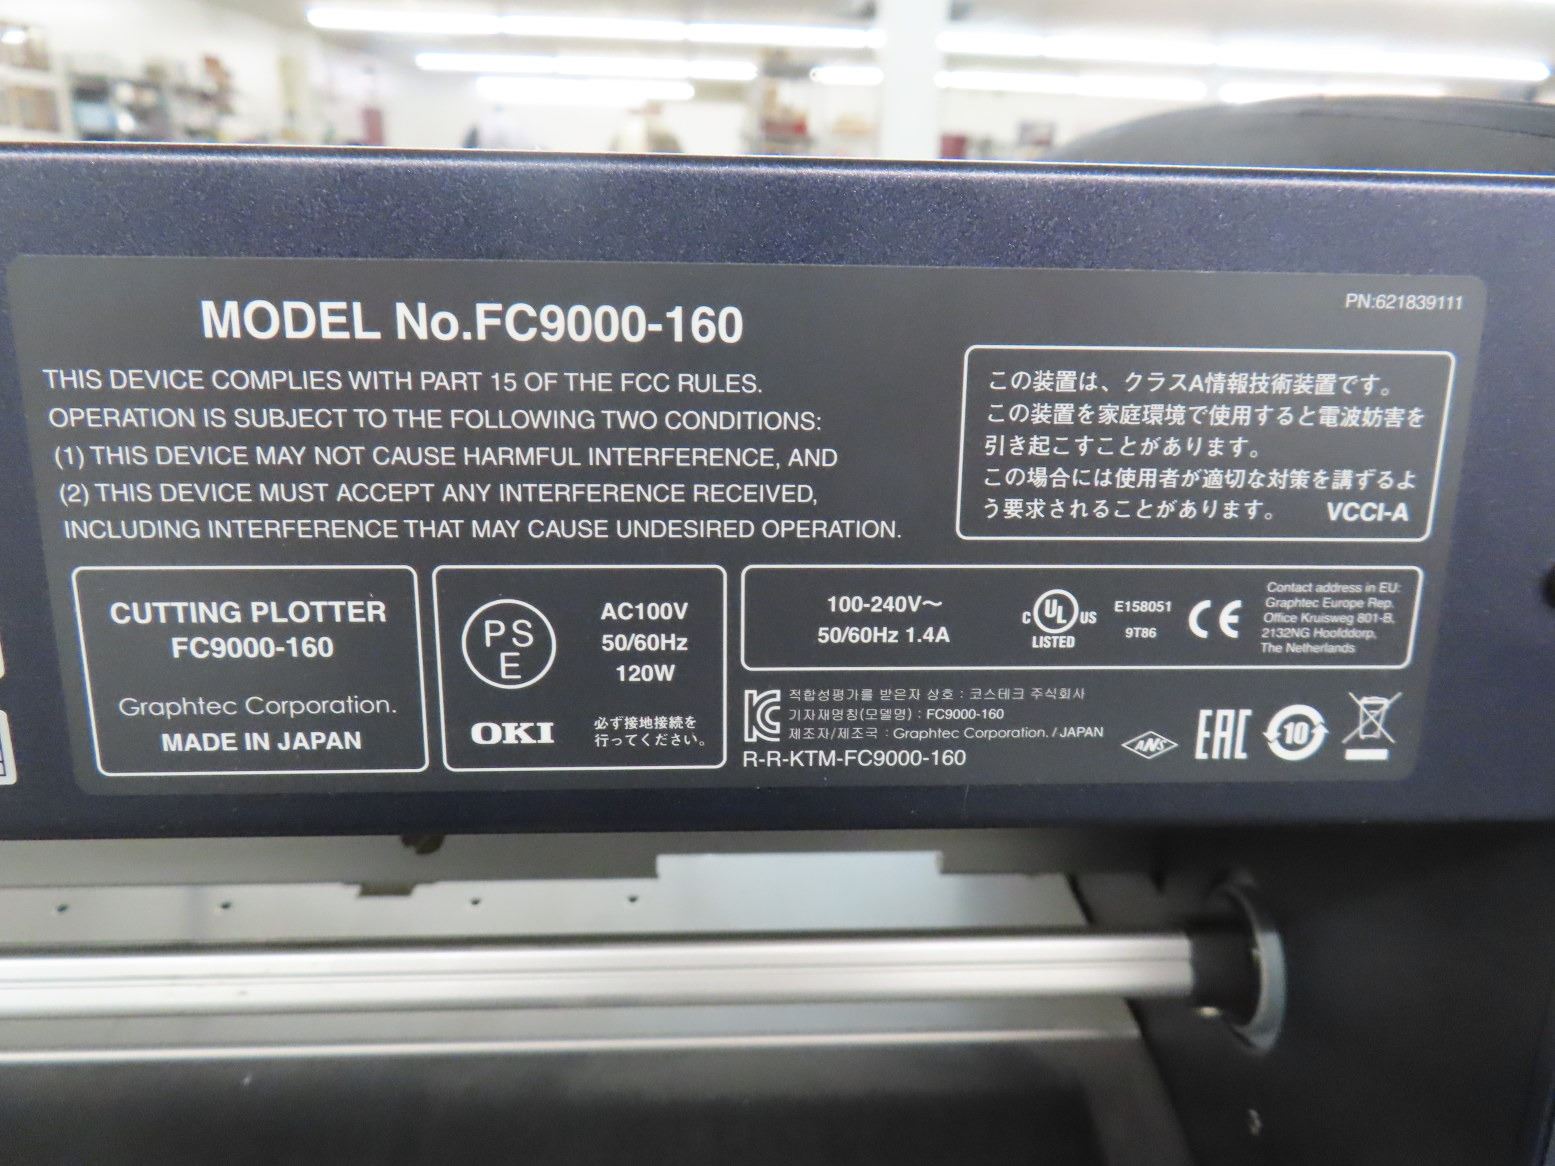 MODEL No.FC9000-160
PN:621839111
THIS DEVICE COMPLIES WITH PART 15 OF THE FCC RULES.
OPERATION IS SUBJECT TO THE FOLLOWING TWO CONDITIONS:
(1) THIS DEVICE MAY NOT CAUSE HARMFUL INTERFERENCE, AND
(2) THIS DEVICE MUST ACCEPT ANY INTERFERENCE RECEIVED,
INCLUDING INTERFERENCE THAT MAY CAUSE UNDESIRED OPERATION.
この装置は、クラスA情報技術装置です。
この装置を家庭環境で使用すると電波妨害を
引き起こすことがあります。
この場合には使用者が適切な対策を講ずるよ
う要求されることがあります。 VCCI-A
CUTTING PLOTTER
FC9000-160
Graphtec Corporation.
MADE IN JAPAN
PS
E
AC100V
50/60Hz
120W
OKI
必ず接地接続を
行ってください。
100-240V~
50/60Hz 1.4A
C UL US
LISTED
E158051
9T86
CE
Contact address in EU:
Graphtec Europe Rep.
Office Kruisweg 801-B,
2132NG Hoofddorp,
The Netherlands
적합성평가를 받은자 상호 : 코스테크 주식회사
기자재명칭(모델명) : FC9000-160
제조자/제조국 : Graphtec Corporation. / JAPAN
R-R-KTM-FC9000-160
ANS
EAC
10